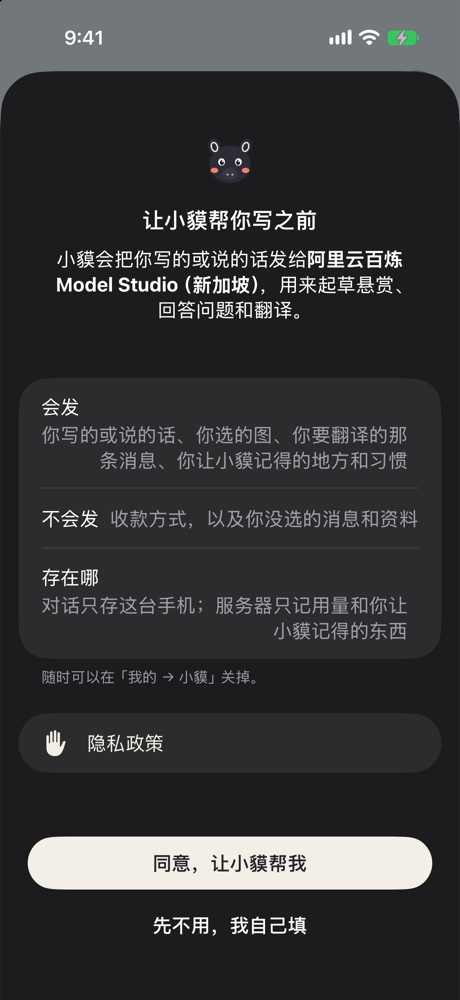 9:41
让小貘帮你写之前
小貘会把你写的或说的话发给阿里云百炼
Model Studio (新加坡)，用来起草悬赏、
回答问题和翻译。
会发
你写的或说的话、你选的图、你要翻译的那
条消息、你让小貘记得的地方和习惯
不会发 收款方式，以及你没选的消息和资料
存在哪
对话只存这台手机；服务器只记用量和你让
小貘记得的东西
随时可以在「我的 → 小貘」关掉。
隐私政策
同意，让小貘帮我
先不用，我自己填